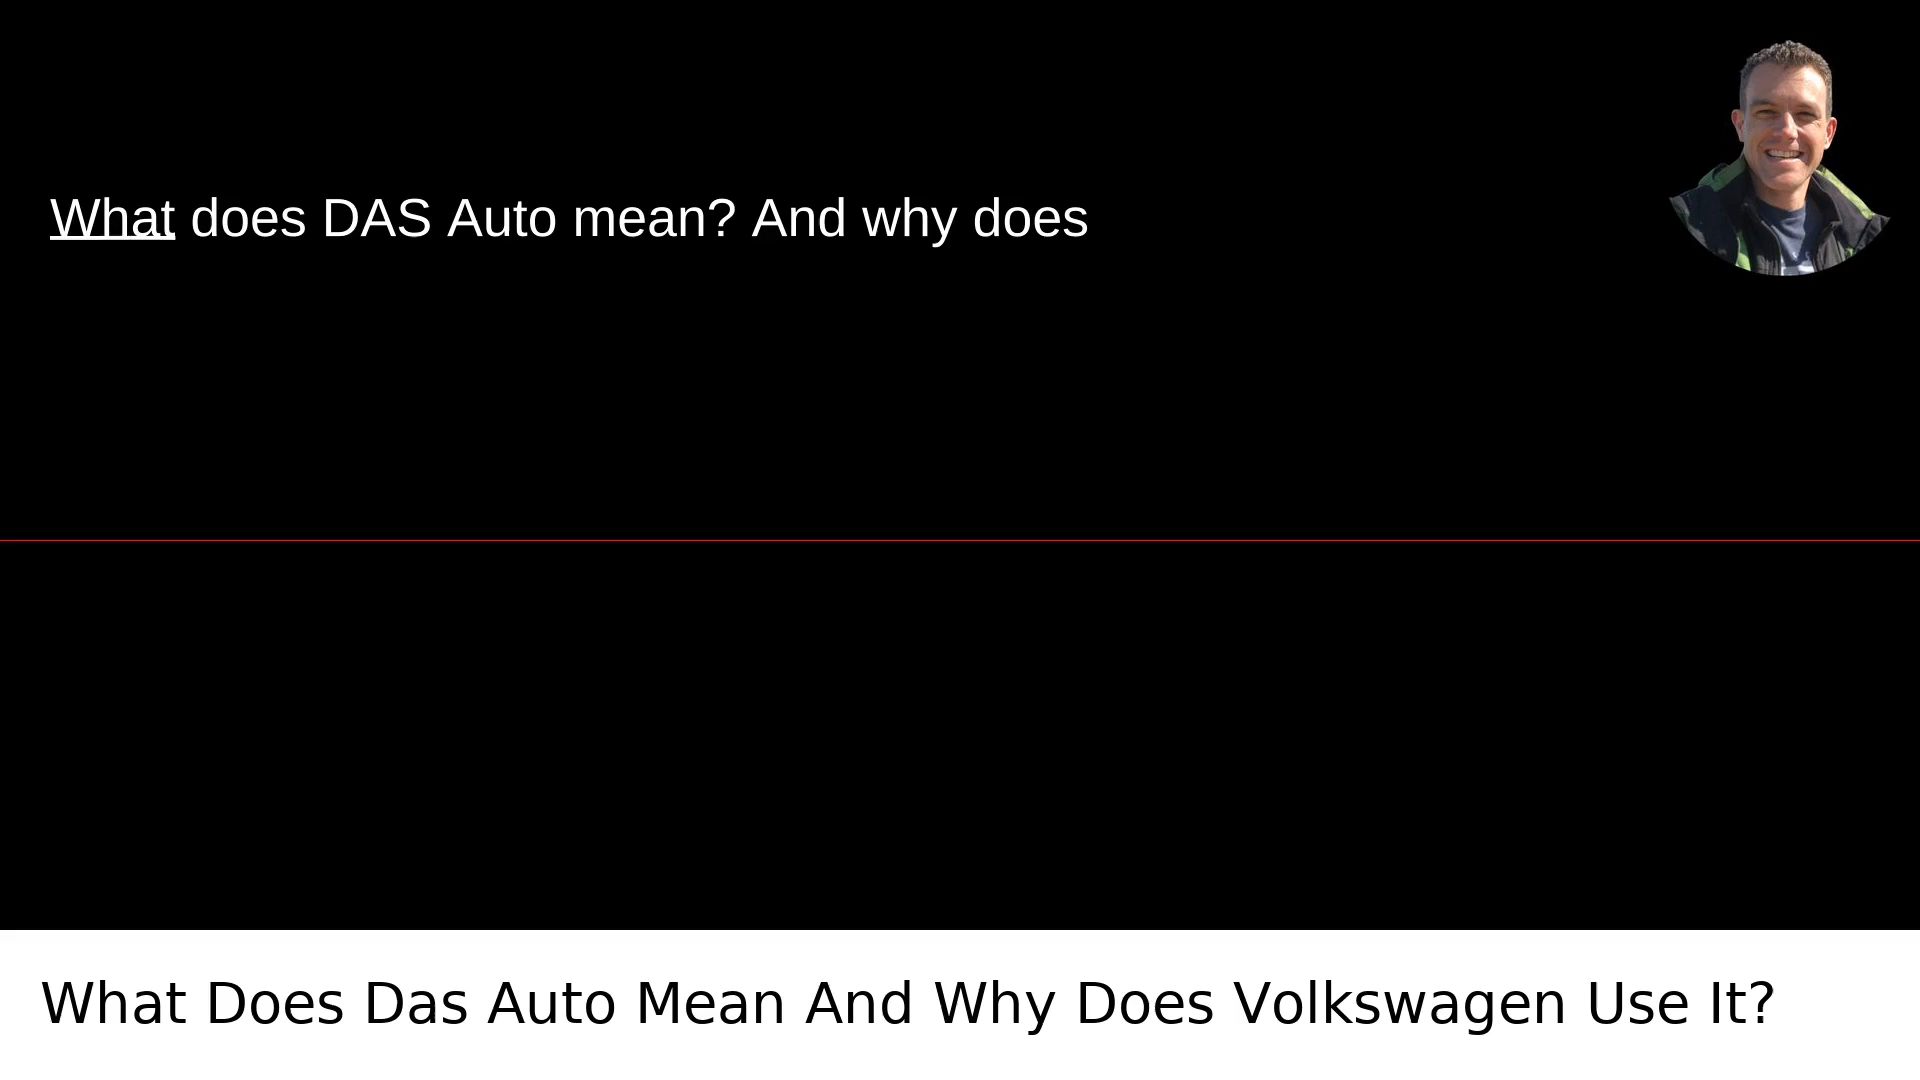 What does DAS Auto mean? And why does
What Does Das Auto Mean And Why Does Volkswagen Use It?